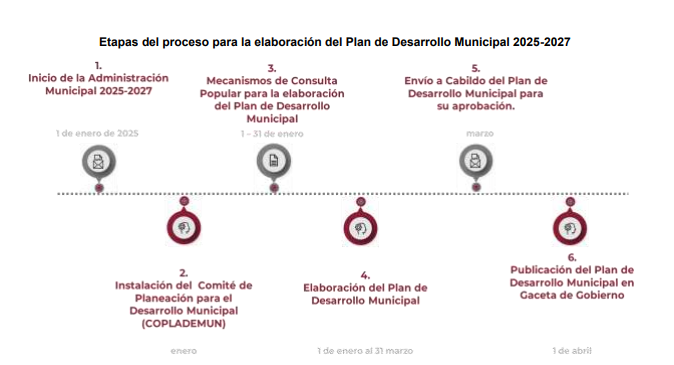 Etapas del proceso para la elaboración del Plan de Desarrollo Municipal 2025-2027
1.
Inicio de la Administración
Municipal 2025-2027
1 de enero de 2025
3.
Mecanismos de Consulta
Popular para la elaboración
del Plan de Desarrollo
Municipal
1 – 31 de enero
5.
Envío a Cabildo del Plan de
Desarrollo Municipal para
su aprobación.
marzo
2.
Instalación del Comité de
Planeación para el
Desarrollo Municipal
(COPLADEMUN)
enero
4.
Elaboración del Plan de
Desarrollo Municipal
1 de enero al 31 marzo
6.
Publicación del Plan de
Desarrollo Municipal en
Gaceta de Gobierno
1 de abril